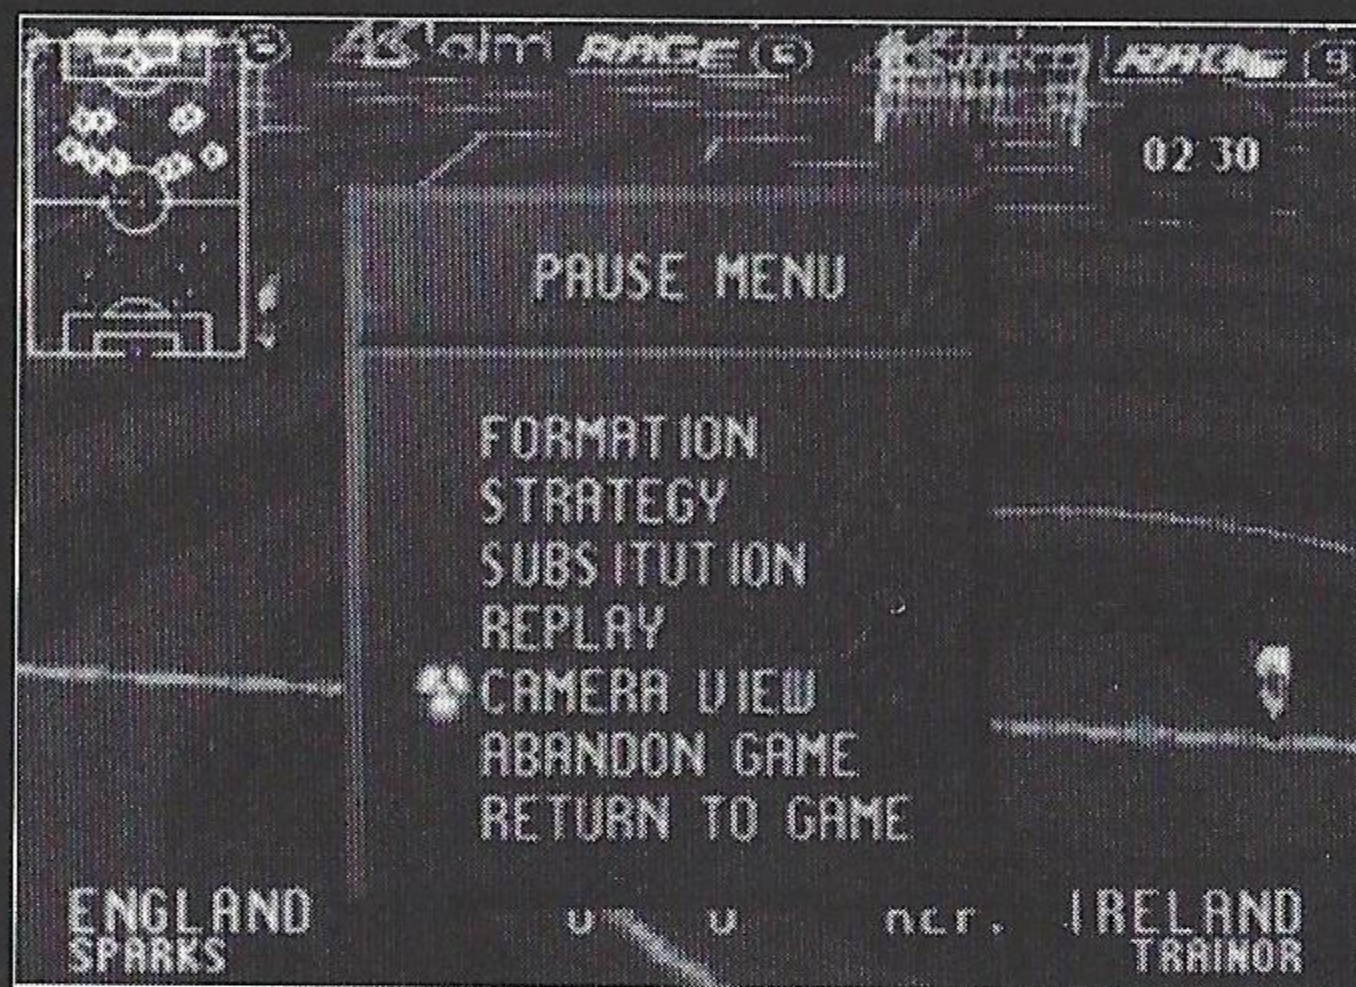 RAGE
02 30
PAUSE MENU
FORMATION
STRATEGY
SUBSITUTION
REPLAY
CAMERA VIEW
ABANDON GAME
RETURN TO GAME
ENGLAND
IRELAND
SPARKS
TRAINOR